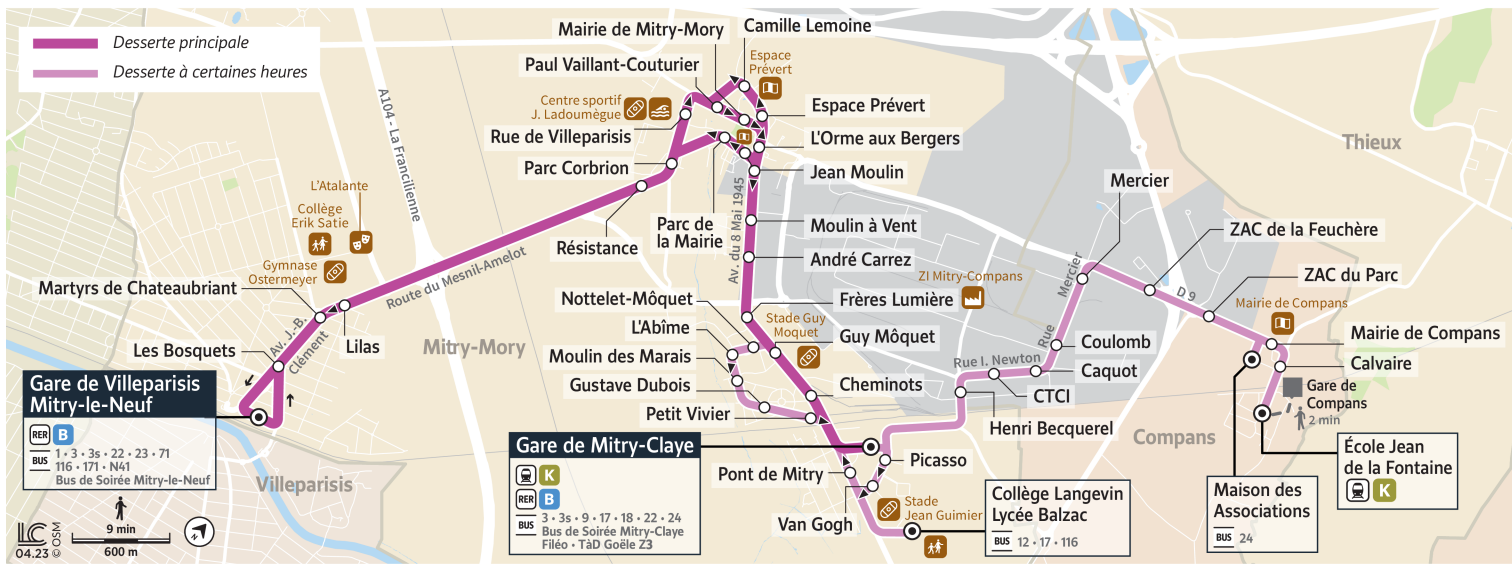 Desserte principale
Desserte à certaines heures
Mairie de Mitry-Mory
Camille Lemoine
Paul Vaillant-Couturier
Espace
Prévert
Centre sportif
J. Ladoumègue
Espace Prévert
Rue de Villeparisis
L'Orme aux Bergers
Parc Corbrion
Jean Moulin
A104 - La Francilienne
Thieux
L'Atalante
Collège
Erik Satie
Gymnase
Ostermeyer
Résistance
Parc de
la Mairie
Av. du 8 Mai 1945
Moulin à Vent
André Carrez
Mercier
ZAC de la Feuchère
ZAC du Parc
Martyrs de Chateaubriant
Route du Mesnil-Amelot
Nottelet-Môquet
Frères Lumière
ZI Mitry-Compans
Rue Mercier
D 9
Mairie de Compans
L'Abîme
Stade Guy
Moquet
Guy Môquet
Mairie de Compans
Av. J.-B.
Clément
Les Bosquets
Lilas
Mitry-Mory
Moulin des Marais
Coulomb
Rue I. Newton
Caquot
Calvaire
Gustave Dubois
Cheminots
CTCI
Gare de
Compans
2 min
Petit Vivier
Henri Becquerel
Compans
Gare de Villeparisis
Mitry-le-Neuf
RER B
BUS
1 • 3 • 3s • 22 • 23 • 71
116 • 171 • N41
Bus de Soirée Mitry-le-Neuf
Villeparisis
Gare de Mitry-Claye
K
RER B
BUS
3 • 3s • 9 • 17 • 18 • 22 • 24
Bus de Soirée Mitry-Claye
Filéo • TàD Goële Z3
Pont de Mitry
Picasso
Van Gogh
Stade
Jean Guimier
Collège Langevin
Lycée Balzac
BUS 12 • 17 • 116
Maison des
Associations
BUS 24
École Jean
de la Fontaine
K
LC
04.23
© OSM
9 min
600 m